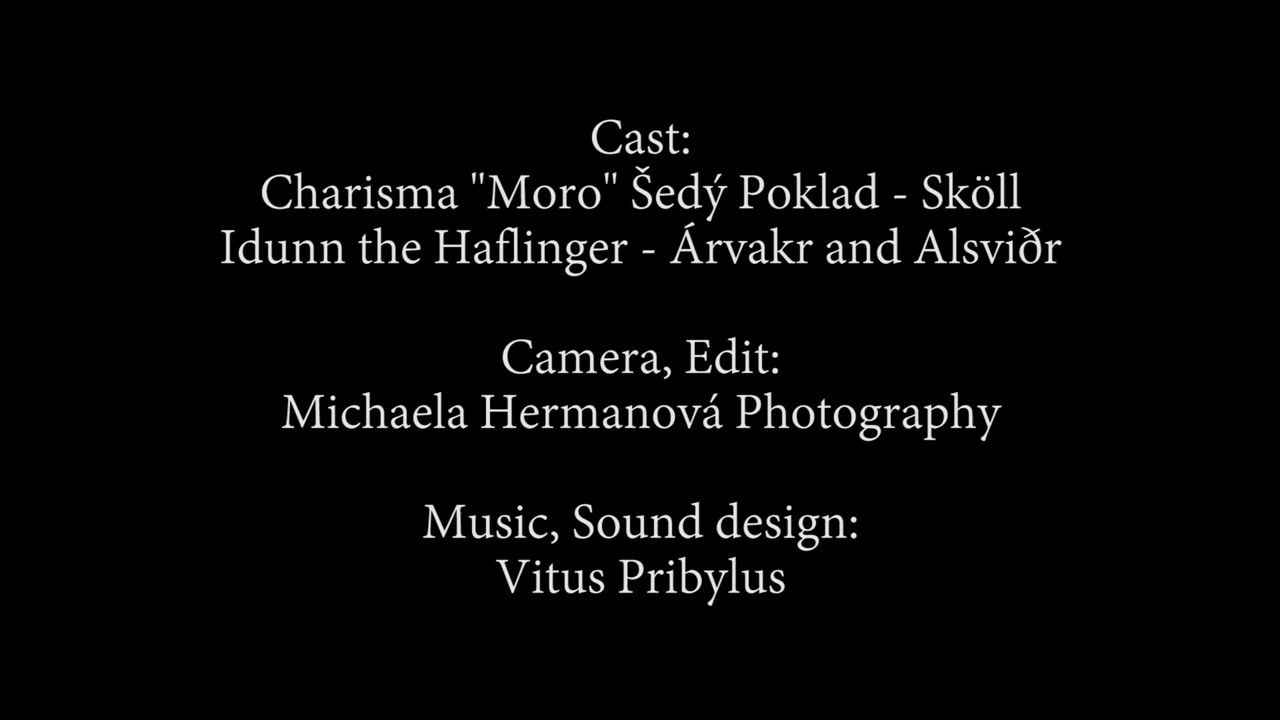 Cast:
Charisma "Moro" Šedý Poklad - Sköll
Idunn the Haflinger - Árvakr and Alsviðr
Camera, Edit:
Michaela Hermanová Photography
Music, Sound design:
Vitus Pribylus